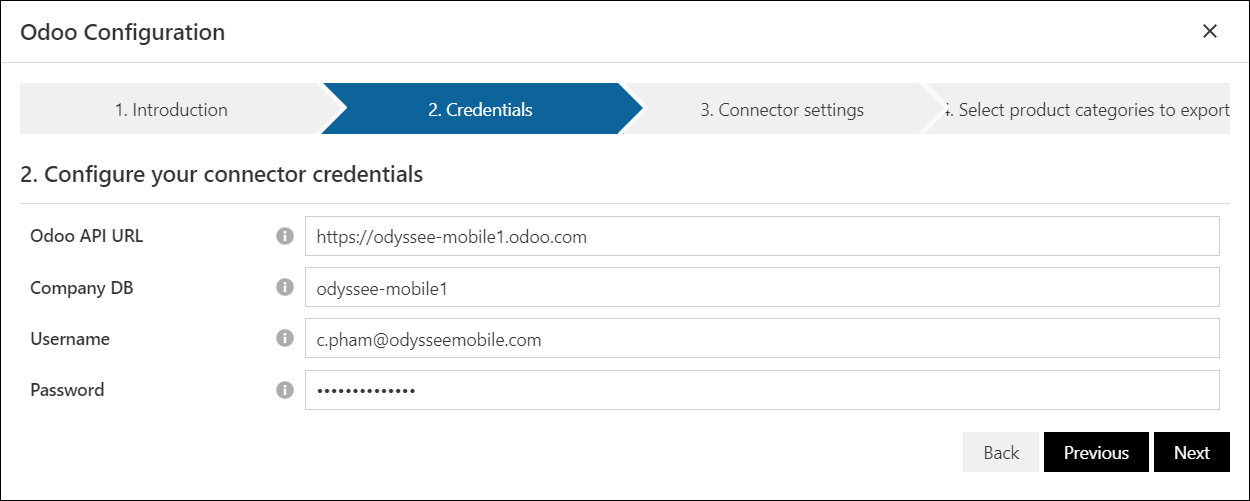 Odoo Configuration
1. Introduction
2. Credentials
3. Connector settings
4. Select product categories to export
2. Configure your connector credentials
Odoo API URL
https://odyssee-mobile1.odoo.com
Company DB
odyssee-mobile1
Username
c.pham@odysseemobile.com
Password
••••••••••••••
Back
Previous
Next